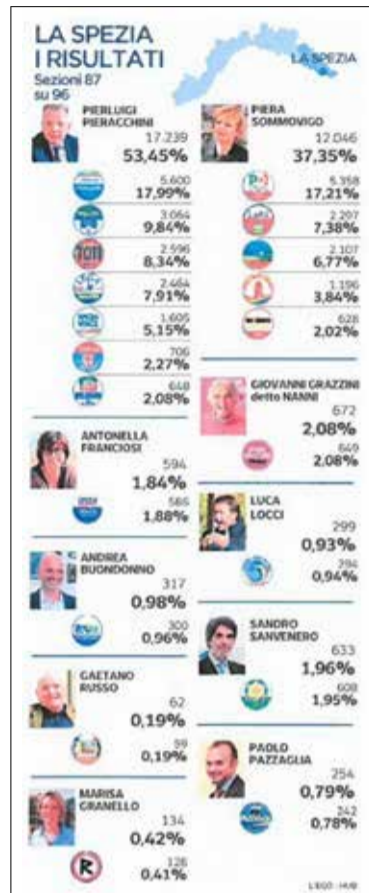 LA SPEZIA
I RISULTATI
Sezioni 87
su 96
LA SPEZIA
PIERLUIGI
PIERACCHINI
17.239
53,45%
5.600
17,99%
3.064
9,84%
TOTI
2.596
8,34%
2.464
7,91%
1.605
5,15%
706
2,27%
648
2,08%
PIERA
SOMMOVIGO
12.046
37,35%
PD
5.358
17,21%
2.297
7,38%
2.107
6,77%
1.196
3,84%
628
2,02%
GIOVANNI GRAZZINI
detto NANNI
672
2,08%
649
2,08%
ANTONELLA
FRANCIOSI
594
1,84%
586
1,88%
LUCA
LOCCI
299
0,93%
294
0,94%
ANDREA
BUONDONNO
317
0,98%
300
0,96%
SANDRO
SANVENERO
633
1,96%
608
1,95%
GAETANO
RUSSO
62
0,19%
59
0,19%
PAOLO
PAZZAGLIA
254
0,79%
242
0,78%
MARISA
GRANELLO
134
0,42%
R
128
0,41%
L'EGO - HUB